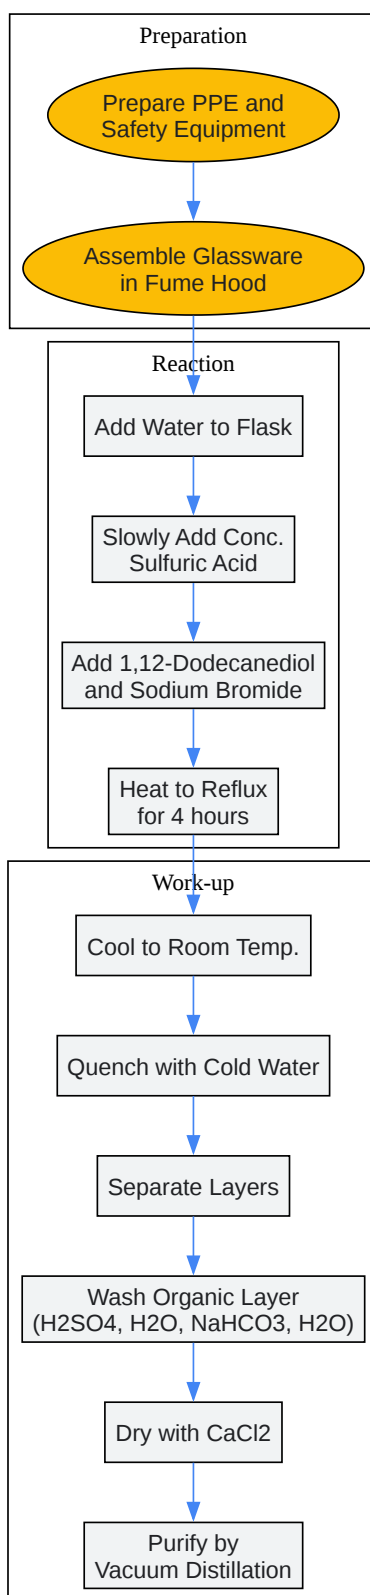 Preparation
Prepare PPE and
Safety Equipment
Assemble Glassware
in Fume Hood
Reaction
Add Water to Flask
Slowly Add Conc.
Sulfuric Acid
Add 1,12-Dodecanediol
and Sodium Bromide
Heat to Reflux
for 4 hours
Work-up
Cool to Room Temp.
Quench with Cold Water
Separate Layers
Wash Organic Layer
(H2SO4, H2O, NaHCO3, H2O)
Dry with CaCl2
Purify by
Vacuum Distillation